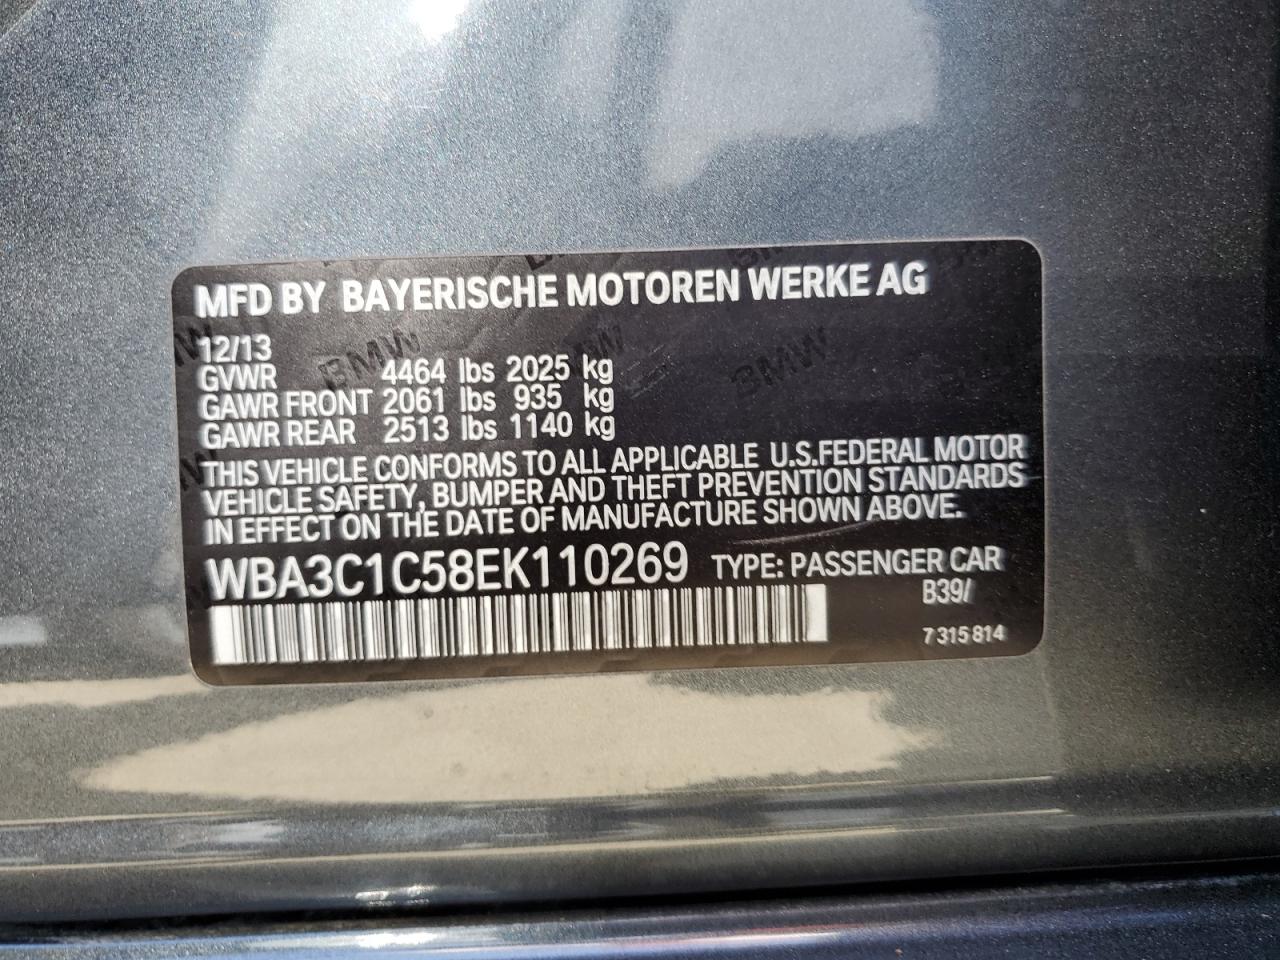 MFD BY BAYERISCHE MOTOREN WERKE AG
12/13
GVWR 4464 lbs 2025 kg
GAWR FRONT 2061 lbs 935 kg
GAWR REAR 2513 lbs 1140 kg
THIS VEHICLE CONFORMS TO ALL APPLICABLE U.S.FEDERAL MOTOR
VEHICLE SAFETY, BUMPER AND THEFT PREVENTION STANDARDS
IN EFFECT ON THE DATE OF MANUFACTURE SHOWN ABOVE.
WBA3C1C58EK110269 TYPE: PASSENGER CAR
B39/
7 315 814
BMW
BMW
BMW